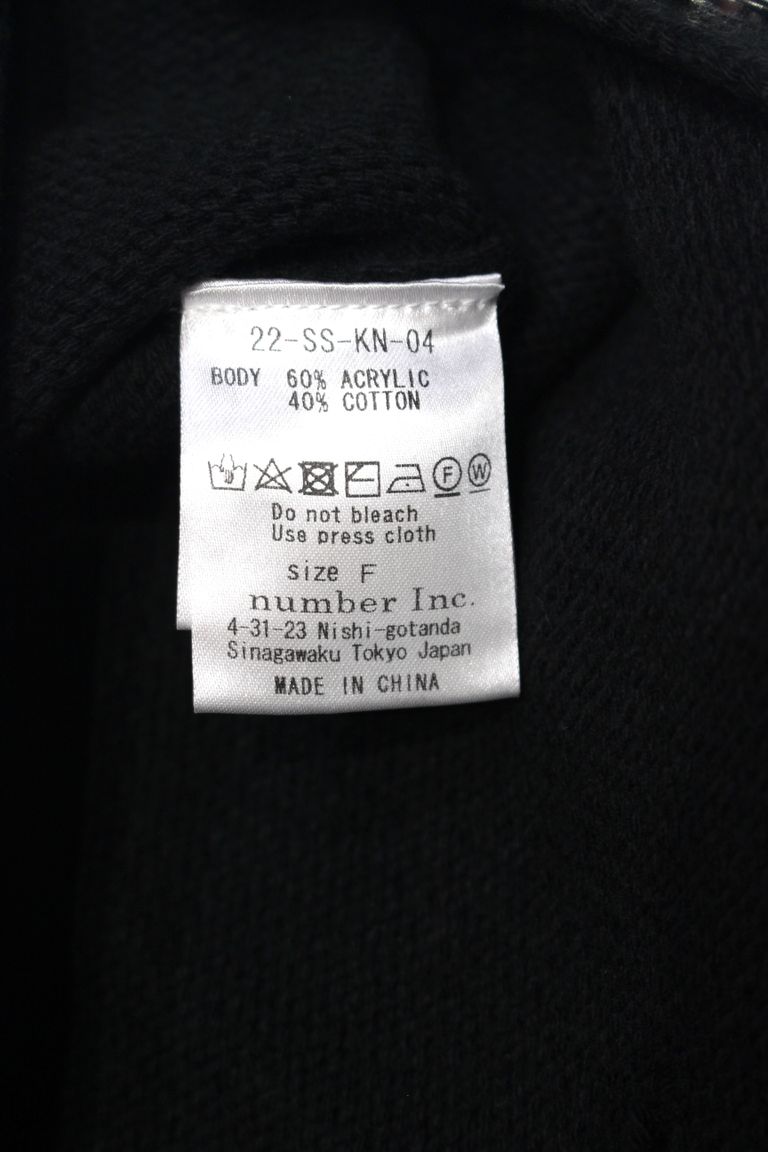 22-SS-KN-04
BODY 60% ACRYLIC
40% COTTON
F W
Do not bleach
Use press cloth
size F
number Inc.
4-31-23 Nishi-gotanda
Sinagawaku Tokyo Japan
MADE IN CHINA